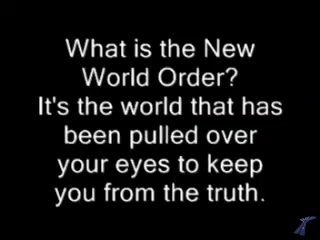 What is the New
World Order?
It's the world that has
been pulled over
your eyes to keep
you from the truth.